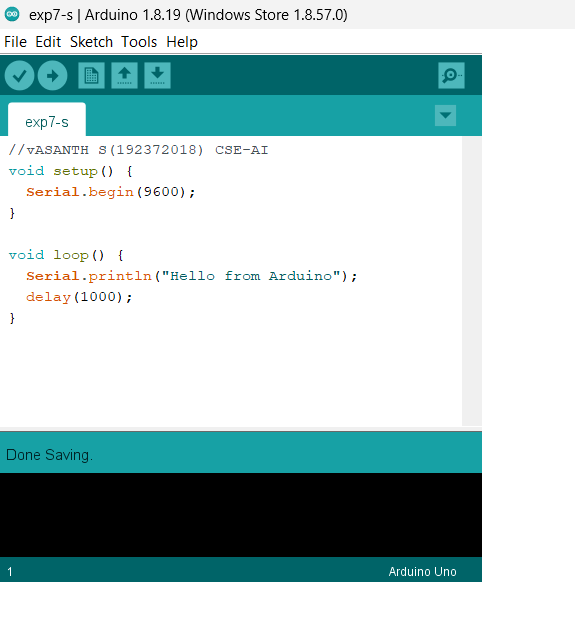 exp7-s | Arduino 1.8.19 (Windows Store 1.8.57.0)
File Edit Sketch Tools Help
exp7-s
//vASANTH S(192372018) CSE-AI
void setup() {
  Serial.begin(9600);
}

void loop() {
  Serial.println("Hello from Arduino");
  delay(1000);
}
Done Saving.
1
Arduino Uno